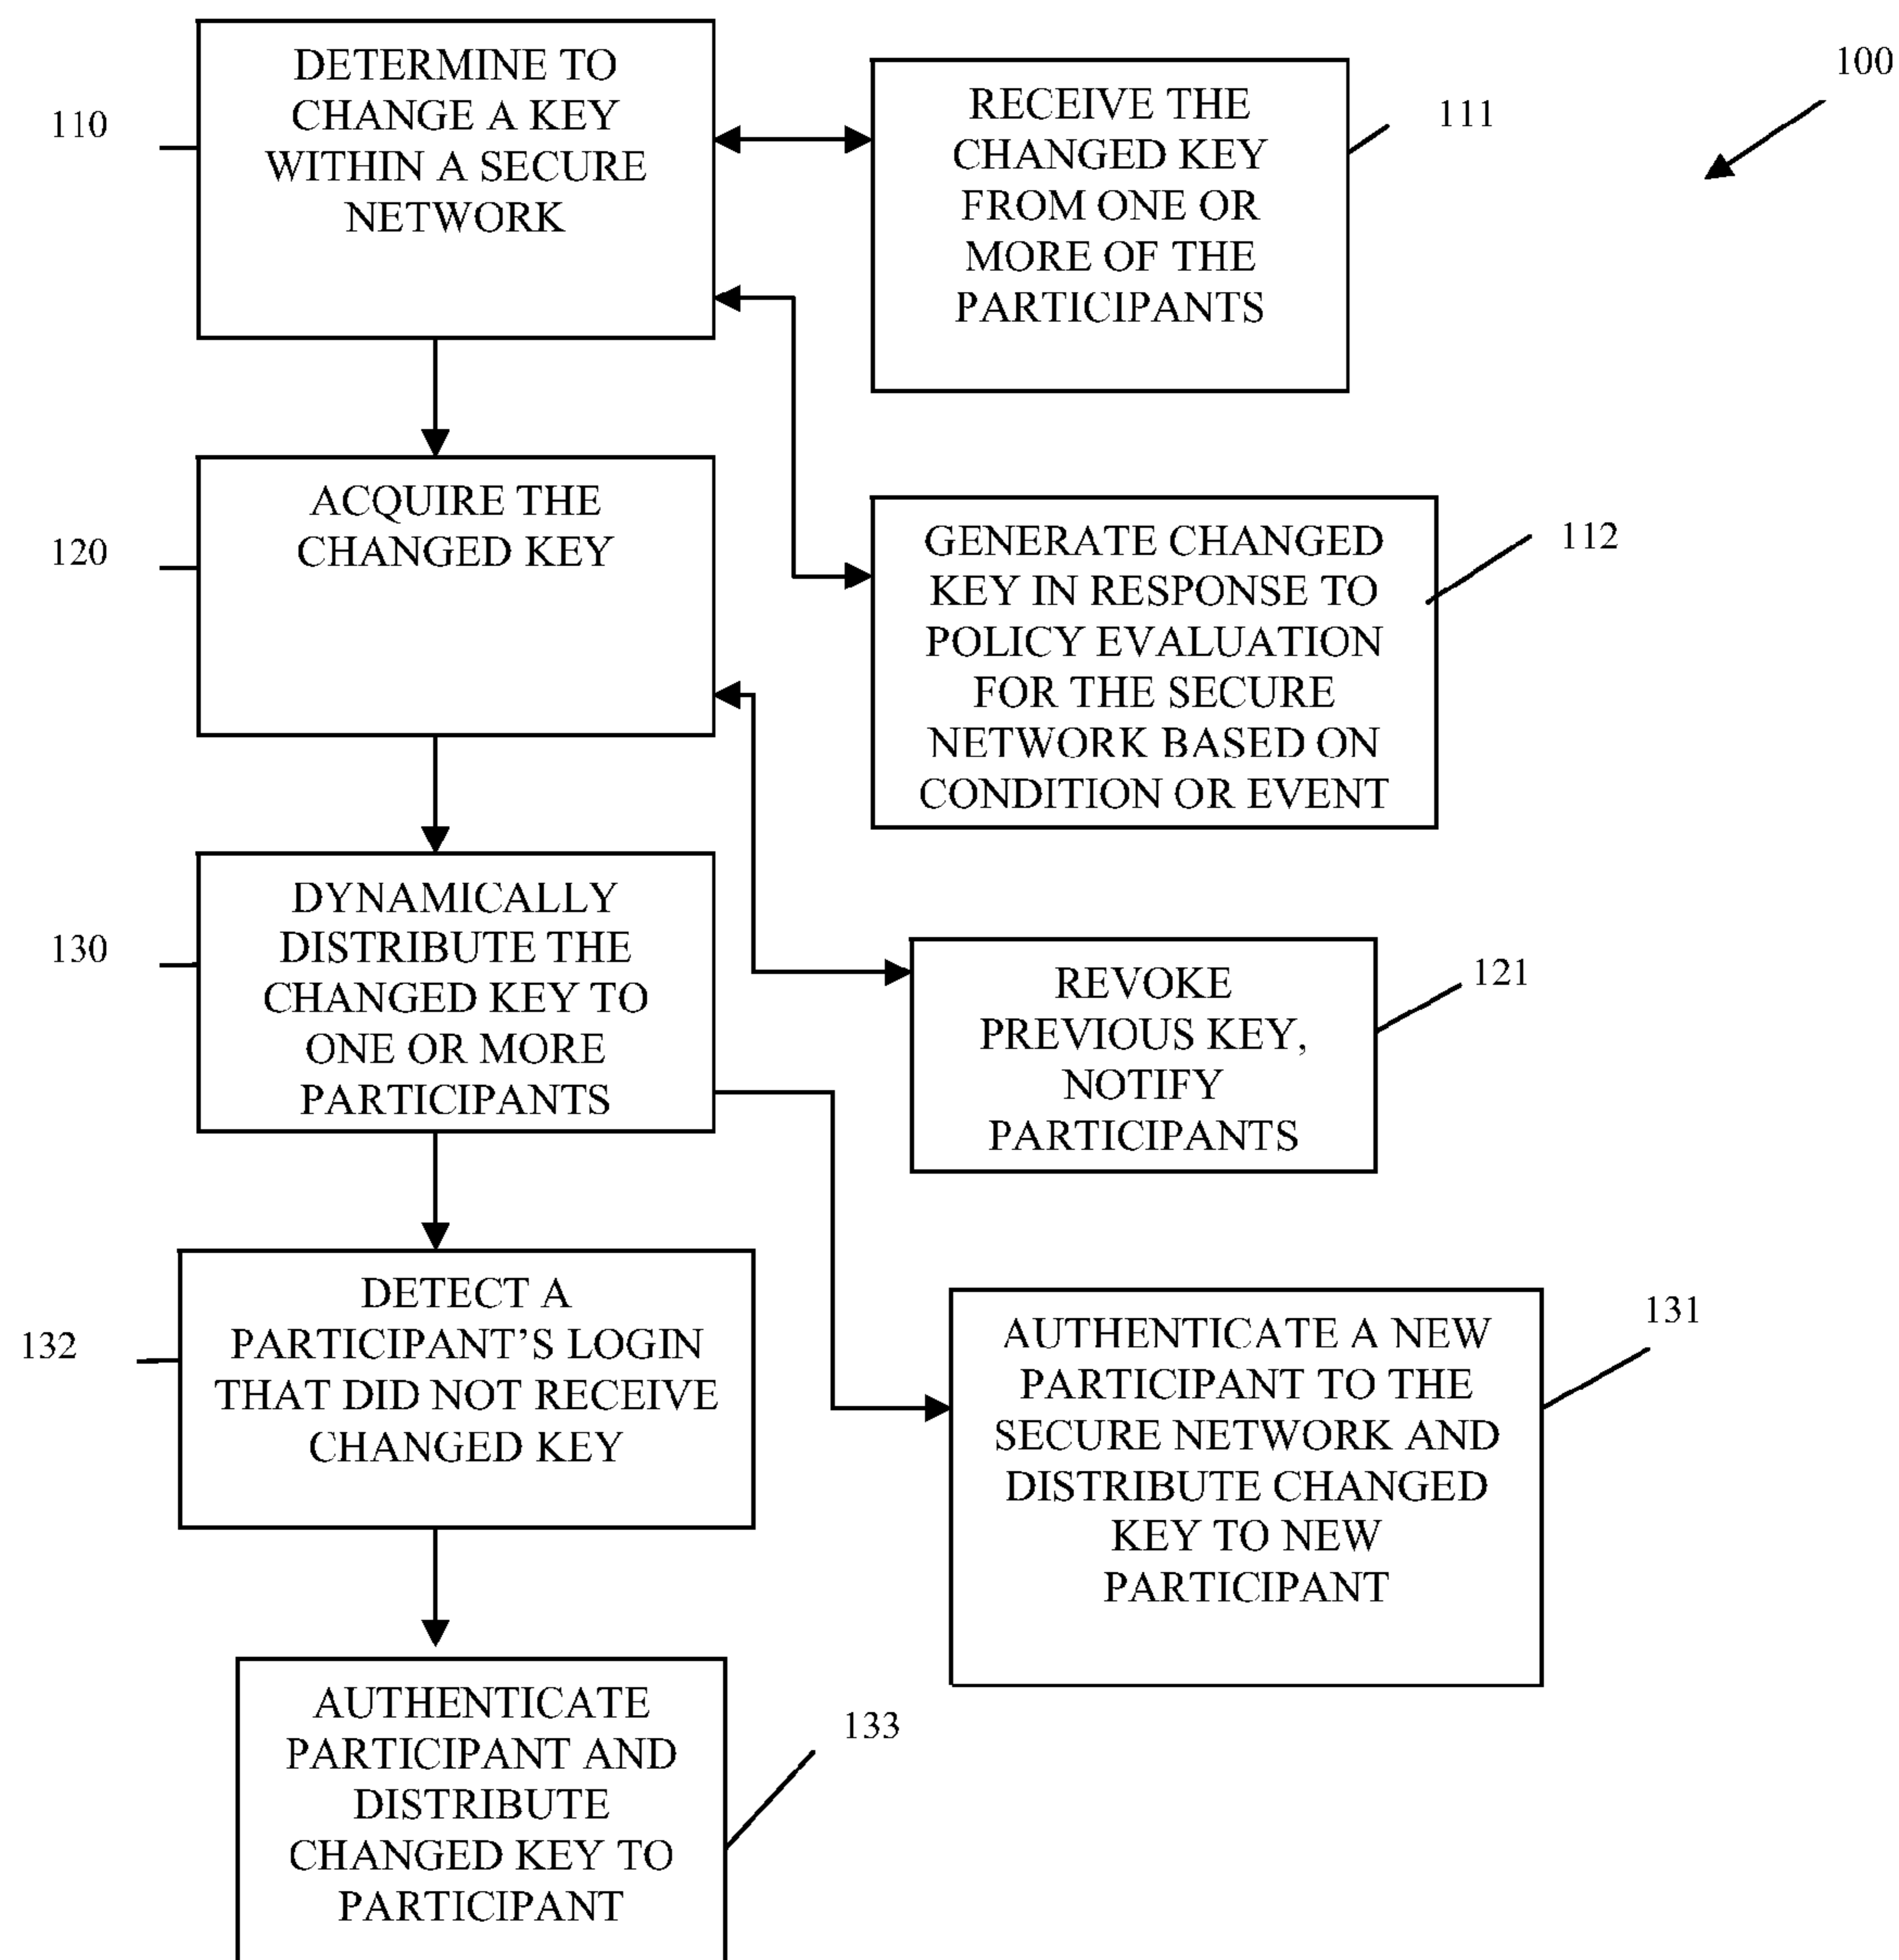 100
110
DETERMINE TO
CHANGE A KEY
WITHIN A SECURE
NETWORK
111
RECEIVE THE
CHANGED KEY
FROM ONE OR
MORE OF THE
PARTICIPANTS
120
ACQUIRE THE
CHANGED KEY
112
GENERATE CHANGED
KEY IN RESPONSE TO
POLICY EVALUATION
FOR THE SECURE
NETWORK BASED ON
CONDITION OR EVENT
130
DYNAMICALLY
DISTRIBUTE THE
CHANGED KEY TO
ONE OR MORE
PARTICIPANTS
121
REVOKE
PREVIOUS KEY,
NOTIFY
PARTICIPANTS
132
DETECT A
PARTICIPANT’S LOGIN
THAT DID NOT RECEIVE
CHANGED KEY
131
AUTHENTICATE A NEW
PARTICIPANT TO THE
SECURE NETWORK AND
DISTRIBUTE CHANGED
KEY TO NEW
PARTICIPANT
133
AUTHENTICATE
PARTICIPANT AND
DISTRIBUTE
CHANGED KEY TO
PARTICIPANT